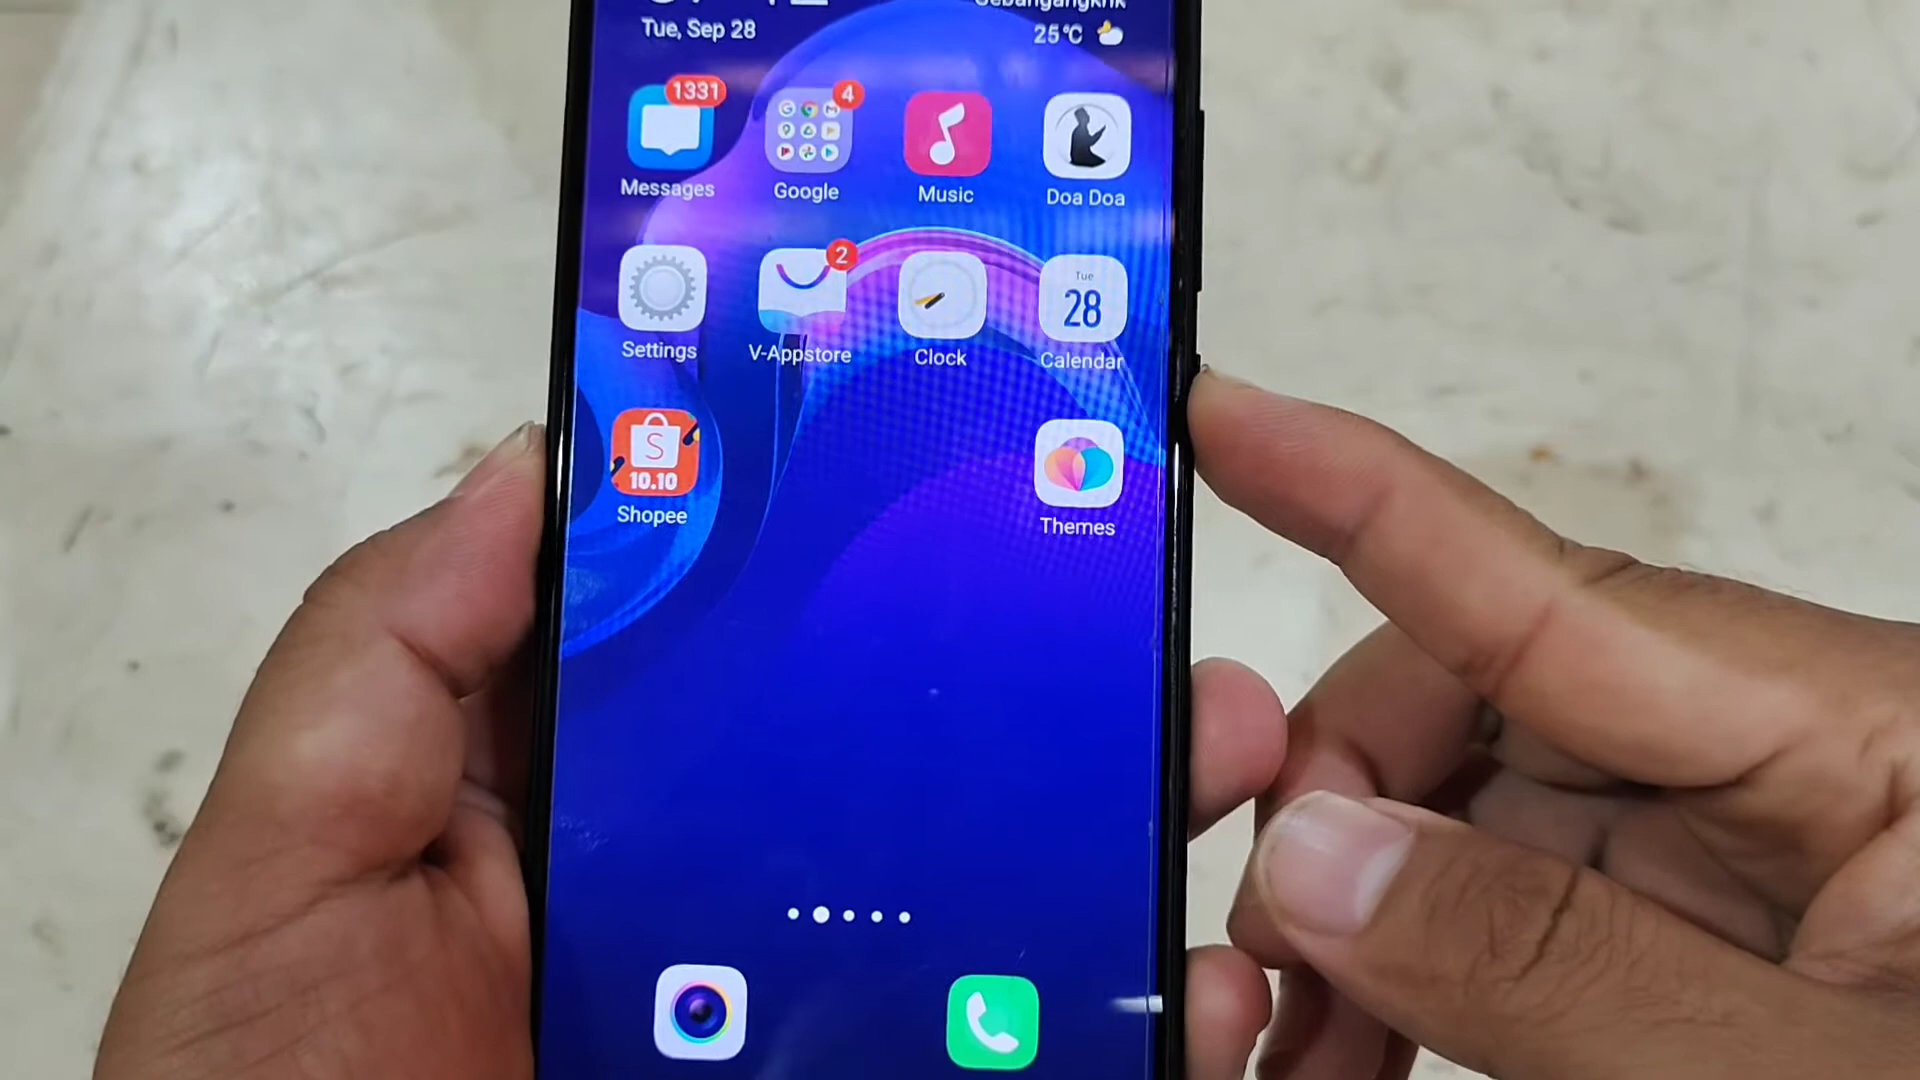 Tue, Sep 28
25°C
1331
4
Messages
Google
Music
Doa Doa
2
Tue
28
Settings
V-Appstore
Clock
Calendar
S
10.10
Shopee
Themes